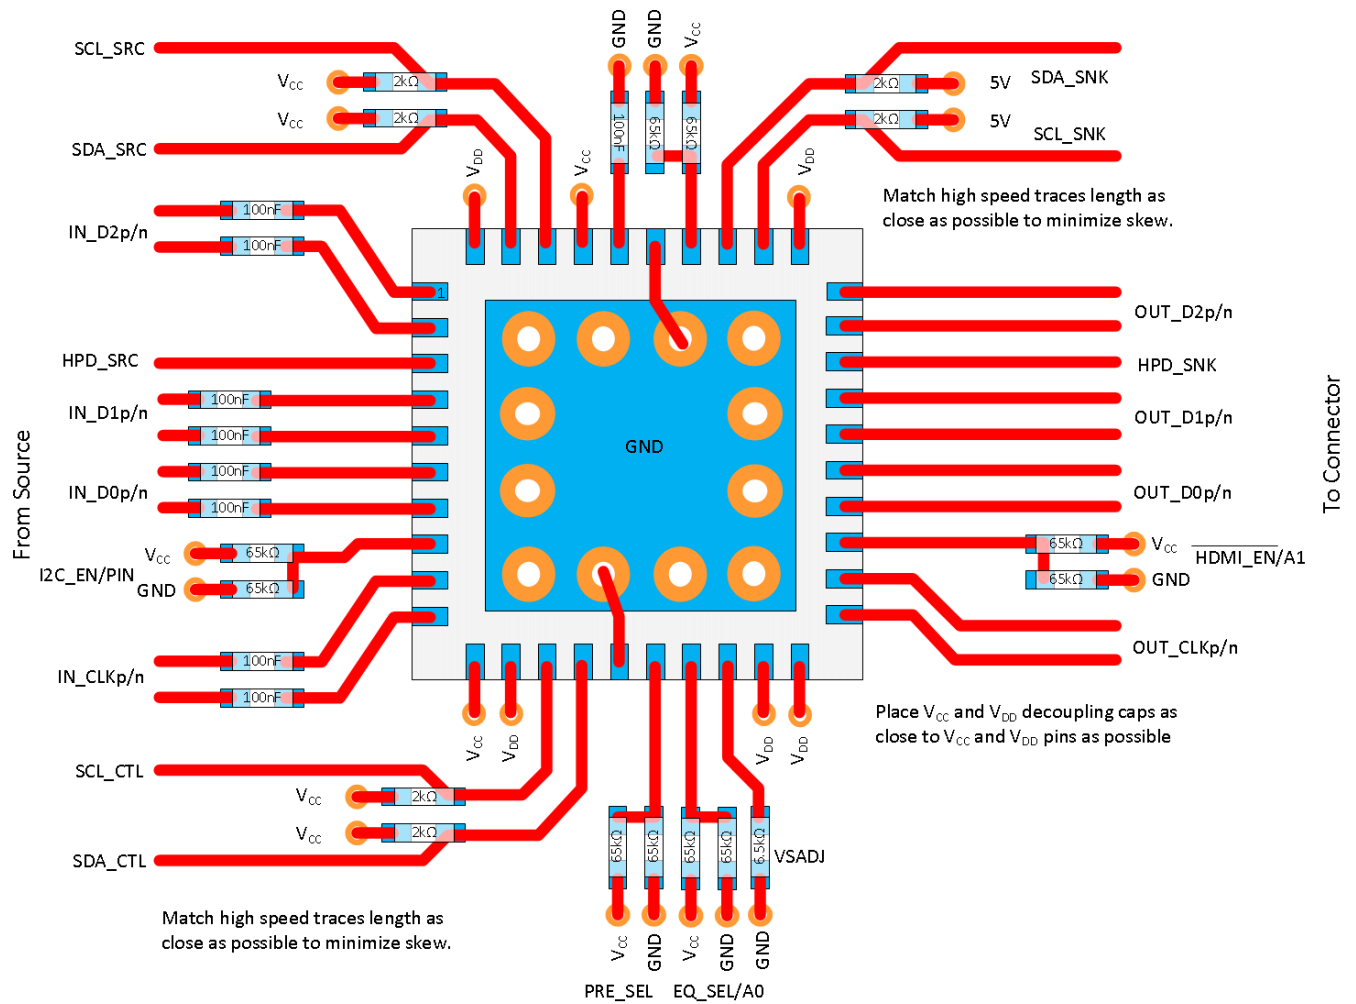 GND
GND
VCC
SCL_SRC
VCC
2kΩ
VCC
2kΩ
SDA_SRC
100nF
65kΩ
65kΩ
2kΩ
5V
SDA_SNK
2kΩ
5V
SCL_SNK
VDD
VCC
VDD
Match high speed traces length as
close as possible to minimize skew.
IN_D2p/n
100nF
100nF
1
OUT_D2p/n
HPD_SRC
HPD_SNK
IN_D1p/n
100nF
100nF
OUT_D1p/n
GND
IN_D0p/n
100nF
100nF
OUT_D0p/n
From Source
To Connector
VCC
65kΩ
I2C_EN/PIN
GND
65kΩ
65kΩ
VCC
HDMI_EN/A1
65kΩ
GND
IN_CLKp/n
100nF
100nF
OUT_CLKp/n
VCC
VDD
VDD
VDD
Place VCC and VDD decoupling caps as
close to VCC and VDD pins as possible
SCL_CTL
VCC
2kΩ
VCC
2kΩ
SDA_CTL
65kΩ
65kΩ
65kΩ
65kΩ
6.5kΩ
VSADJ
Match high speed traces length as
close as possible to minimize skew.
VCC
GND
VCC
GND
GND
PRE_SEL
EQ_SEL/A0